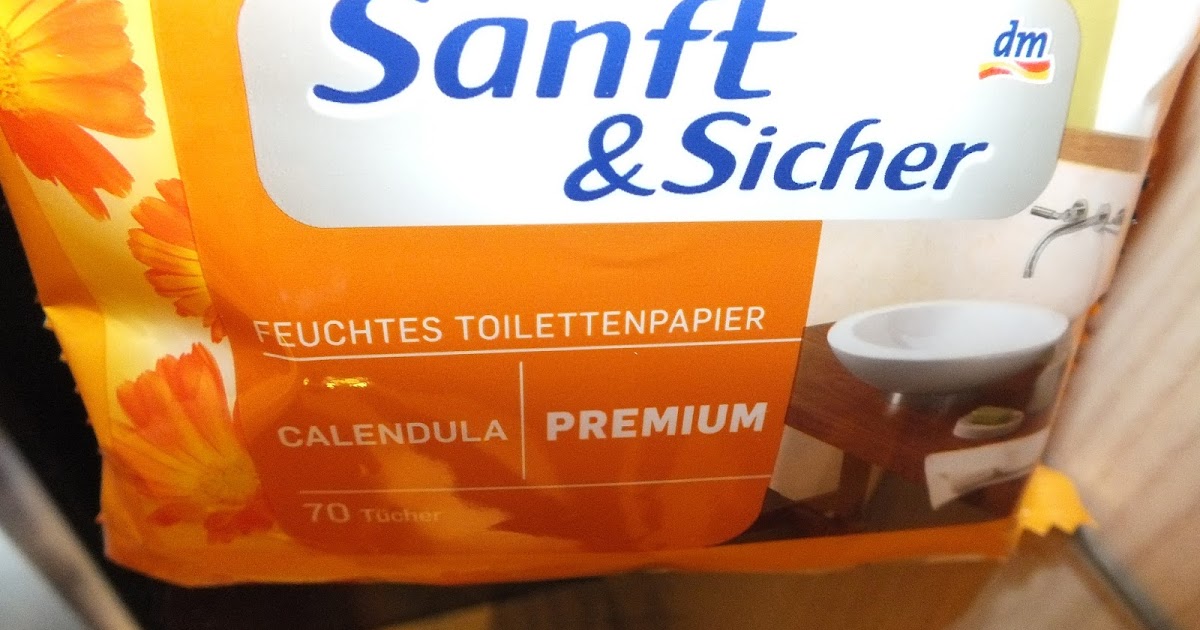 Sanft
dm
& Sicher
FEUCHTES TOILETTENPAPIER
CALENDULA
PREMIUM
70 Tücher